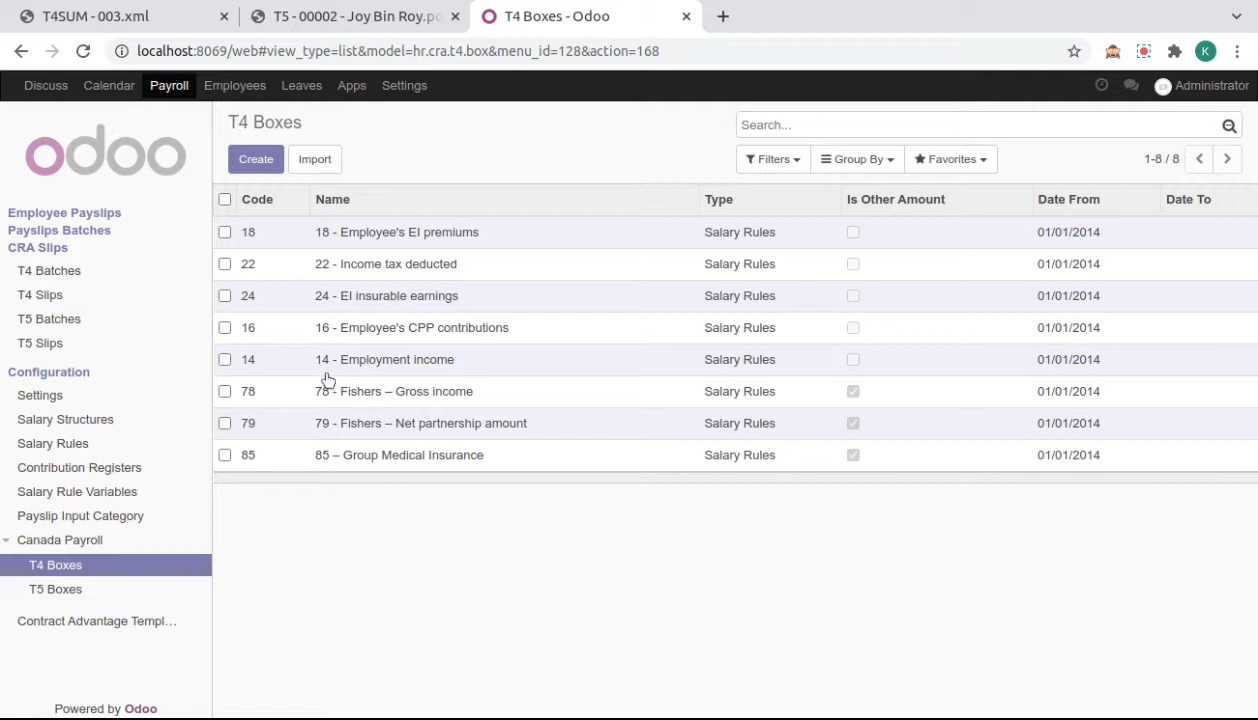 T4SUM - 003.xml
T5 - 00002 - Joy Bin Roy.pd
T4 Boxes - Odoo
localhost:8069/web#view_type=list&model=hr.cra.t4.box&menu_id=128&action=168
K
Discuss Calendar Payroll Employees Leaves Apps Settings Administrator
odoo
Employee Payslips
Payslips Batches
CRA Slips
T4 Batches
T4 Slips
T5 Batches
T5 Slips
Configuration
Settings
Salary Structures
Salary Rules
Contribution Registers
Salary Rule Variables
Payslip Input Category
Canada Payroll
T4 Boxes
T5 Boxes
Contract Advantage Templ...
Powered by Odoo
T4 Boxes
Search...
Create Import
Filters Group By Favorites 1-8 / 8
Code Name Type Is Other Amount Date From Date To
18 18 - Employee's EI premiums Salary Rules 01/01/2014
22 22 - Income tax deducted Salary Rules 01/01/2014
24 24 - EI insurable earnings Salary Rules 01/01/2014
16 16 - Employee's CPP contributions Salary Rules 01/01/2014
14 14 - Employment income Salary Rules 01/01/2014
78 78 - Fishers – Gross income Salary Rules 01/01/2014
79 79 - Fishers – Net partnership amount Salary Rules 01/01/2014
85 85 – Group Medical Insurance Salary Rules 01/01/2014